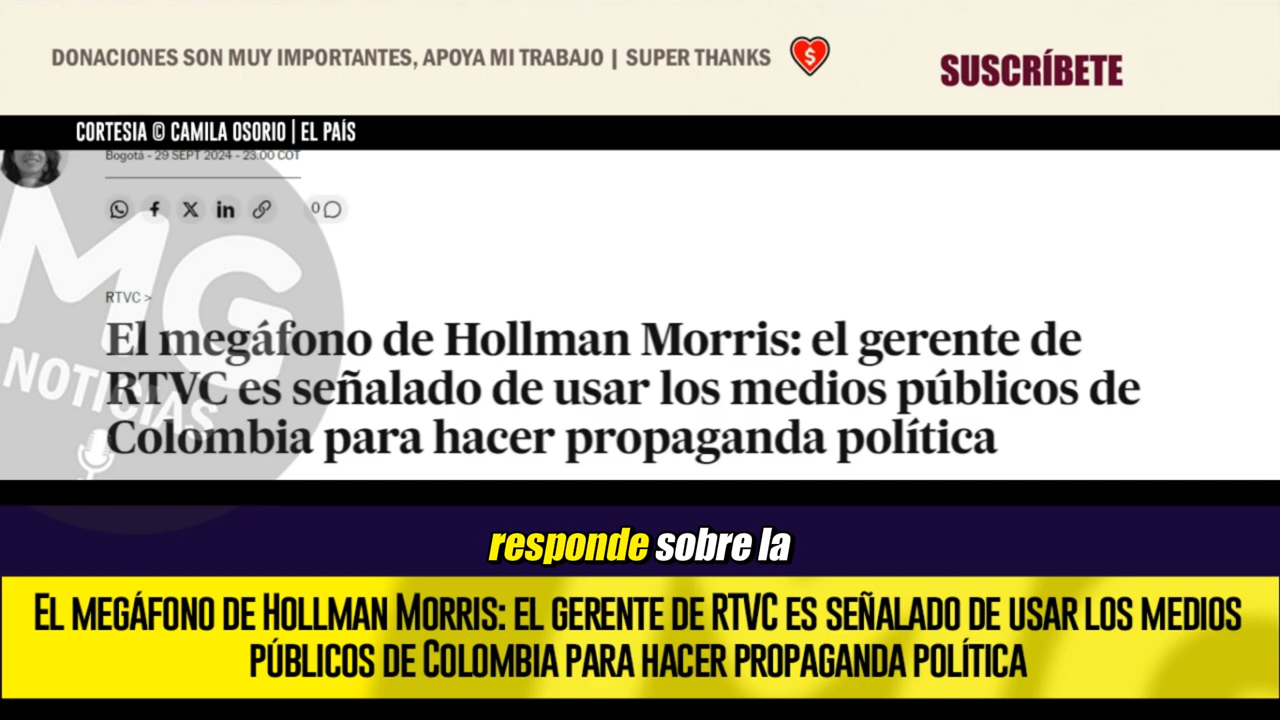 DONACIONES SON MUY IMPORTANTES, APOYA MI TRABAJO | SUPER THANKS
$
SUSCRÍBETE
CORTESIA © CAMILA OSORIO | EL PAÍS
Bogotá - 29 SEPT 2024 - 23:00 COT
0
RTVC >
El megáfono de Hollman Morris: el gerente de
RTVC es señalado de usar los medios públicos de
Colombia para hacer propaganda política
MG
NOTICIAS
responde sobre la
EL MEGÁFONO DE HOLLMAN MORRIS: EL GERENTE DE RTVC ES SEÑALADO DE USAR LOS MEDIOS
PÚBLICOS DE COLOMBIA PARA HACER PROPAGANDA POLÍTICA